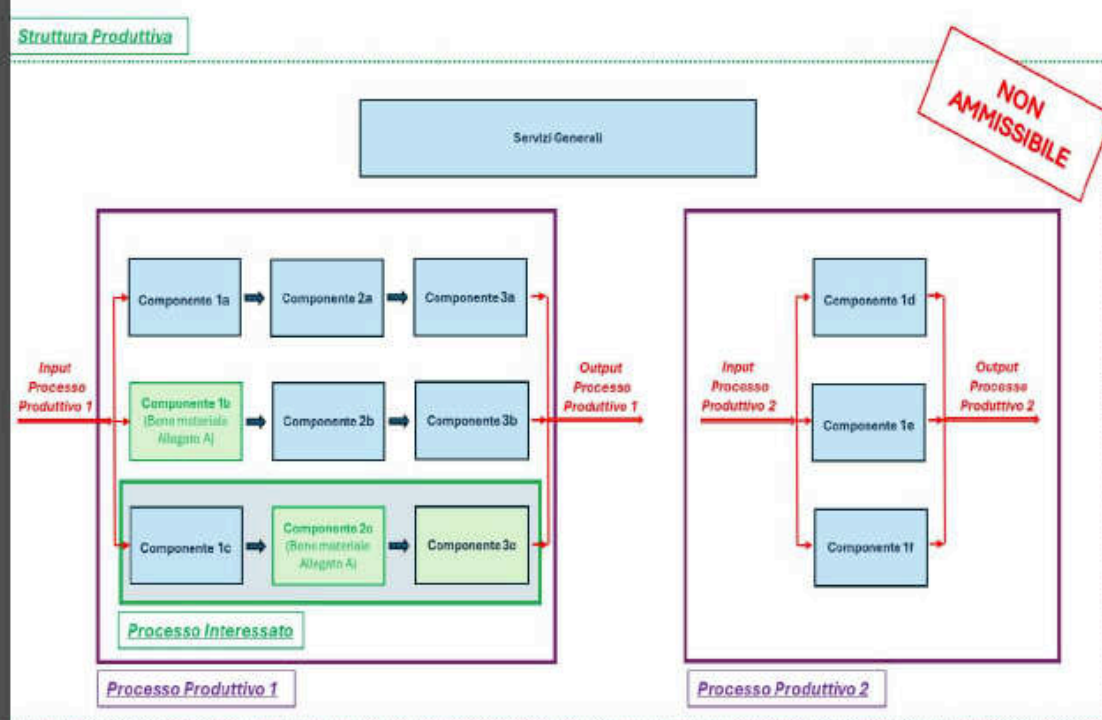 Struttura Produttiva
NON
AMMISSIBILE
Servizi Generali
Componente 1a
Componente 2a
Componente 3a
Input
Processo
Produttivo 1
Componente 1b
(Bene materiale
Allegato A)
Componente 2b
Componente 3b
Output
Processo
Produttivo 1
Componente 1c
Componente 2c
(Bene materiale
Allegato A)
Componente 3c
Processo Interessato
Processo Produttivo 1
Componente 1d
Input
Processo
Produttivo 2
Componente 1e
Output
Processo
Produttivo 2
Componente 1f
Processo Produttivo 2